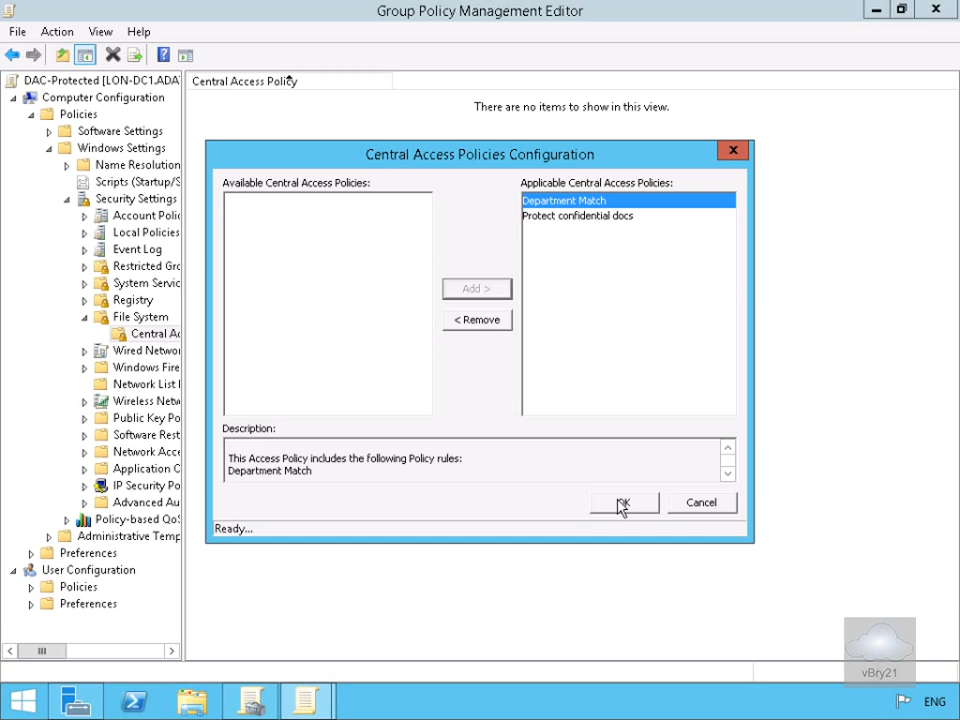 Group Policy Management Editor
File Action View Help
DAC-Protected [LON-DC1.ADA
Computer Configuration
Policies
Software Settings
Windows Settings
Name Resolution
Scripts (Startup/S
Security Settings
Account Polic
Local Policies
Event Log
Restricted Gro
System Servic
Registry
File System
Central Ac
Wired Networ
Windows Fire
Network List
Wireless Netw
Public Key Po
Software Rest
Network Acce
Application C
IP Security Po
Advanced Au
Policy-based QoS
Administrative Temp
Preferences
User Configuration
Policies
Preferences
Central Access Policy
There are no items to show in this view.
Central Access Policies Configuration
Available Central Access Policies:
Applicable Central Access Policies:
Department Match
Protect confidential docs
Add >
< Remove
Description:
This Access Policy includes the following Policy rules:
Department Match
OK Cancel
Ready...
vBry21
ENG